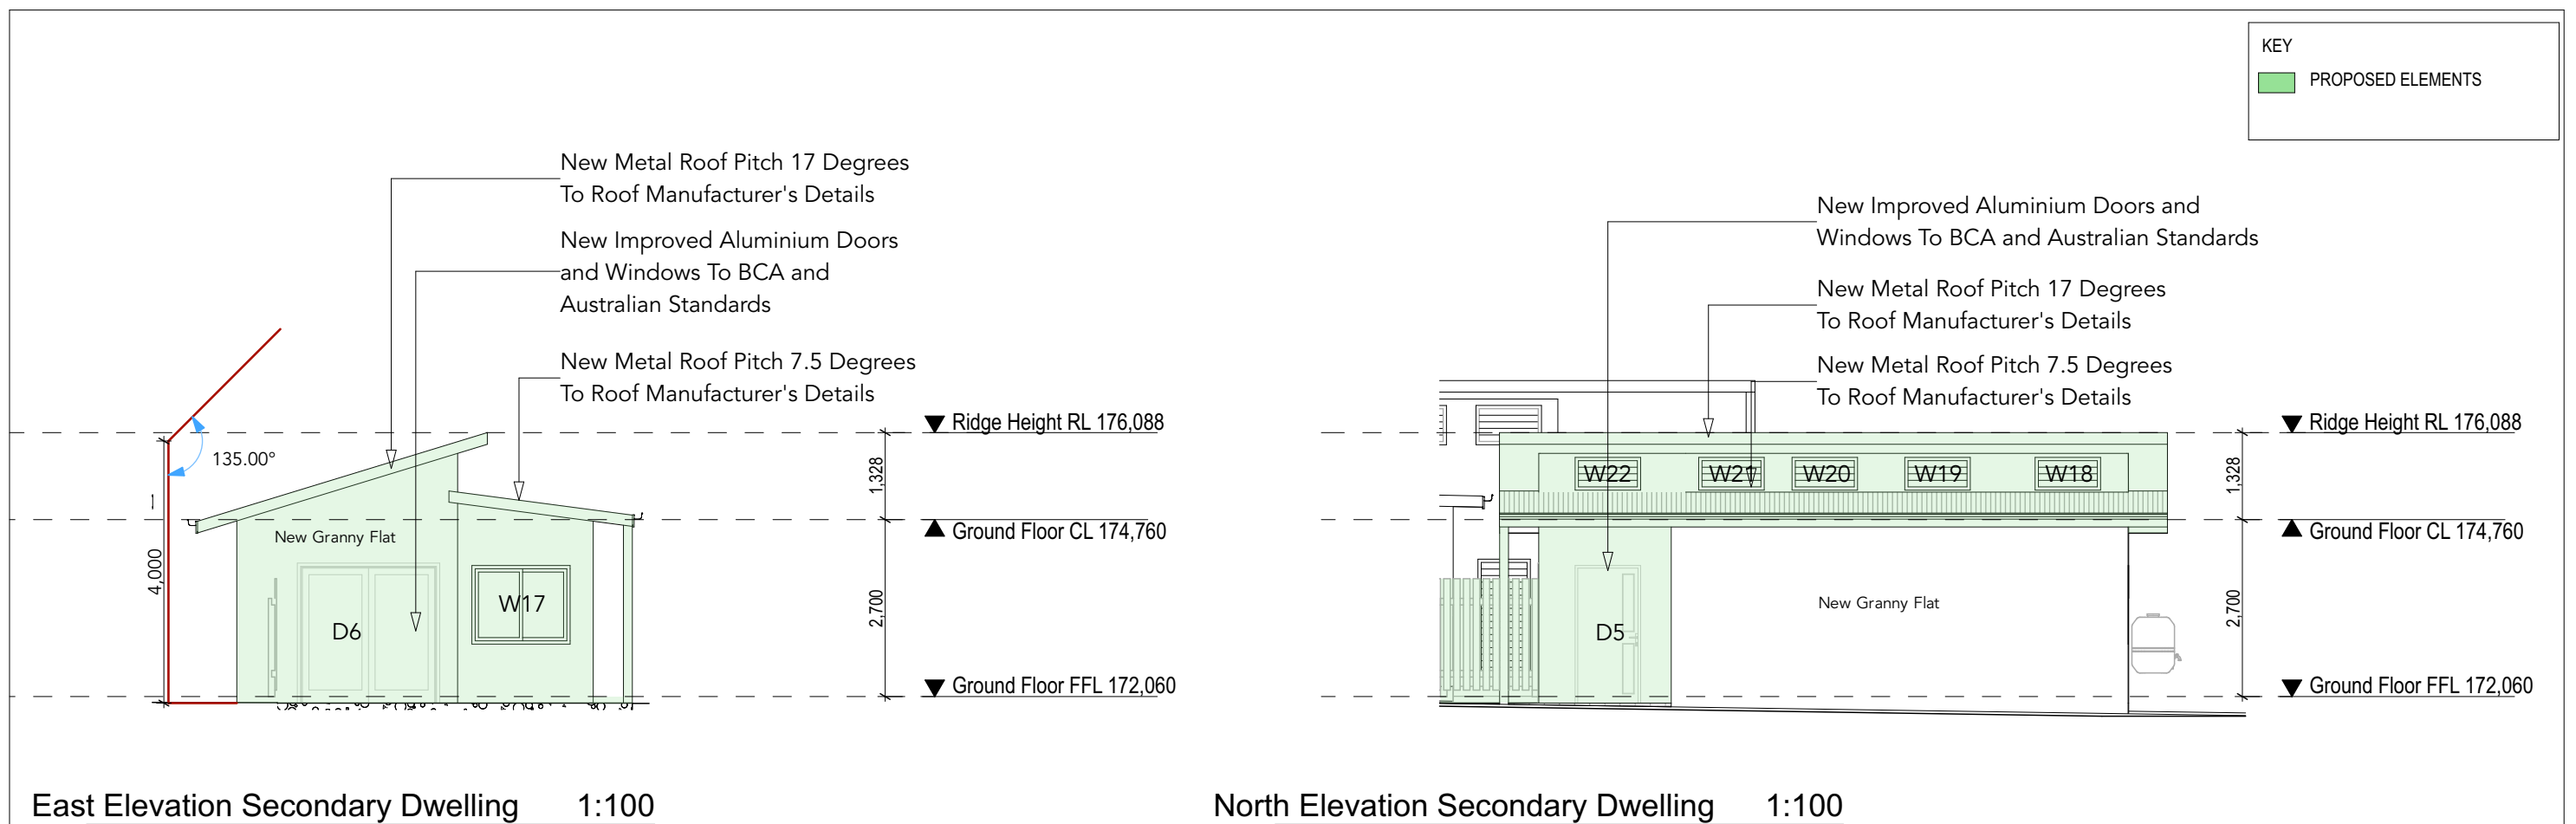 KEY
PROPOSED ELEMENTS
New Metal Roof Pitch 17 Degrees
To Roof Manufacturer's Details
New Improved Aluminium Doors
and Windows To BCA and
Australian Standards
New Metal Roof Pitch 7.5 Degrees
To Roof Manufacturer's Details
135.00°
4,000
New Granny Flat
D6
W17
1,328
2,700
Ridge Height RL 176,088
Ground Floor CL 174,760
Ground Floor FFL 172,060
East Elevation Secondary Dwelling 1:100
New Improved Aluminium Doors and
Windows To BCA and Australian Standards
New Metal Roof Pitch 17 Degrees
To Roof Manufacturer's Details
New Metal Roof Pitch 7.5 Degrees
To Roof Manufacturer's Details
W22
W21
W20
W19
W18
D5
New Granny Flat
1,328
2,700
Ridge Height RL 176,088
Ground Floor CL 174,760
Ground Floor FFL 172,060
North Elevation Secondary Dwelling 1:100